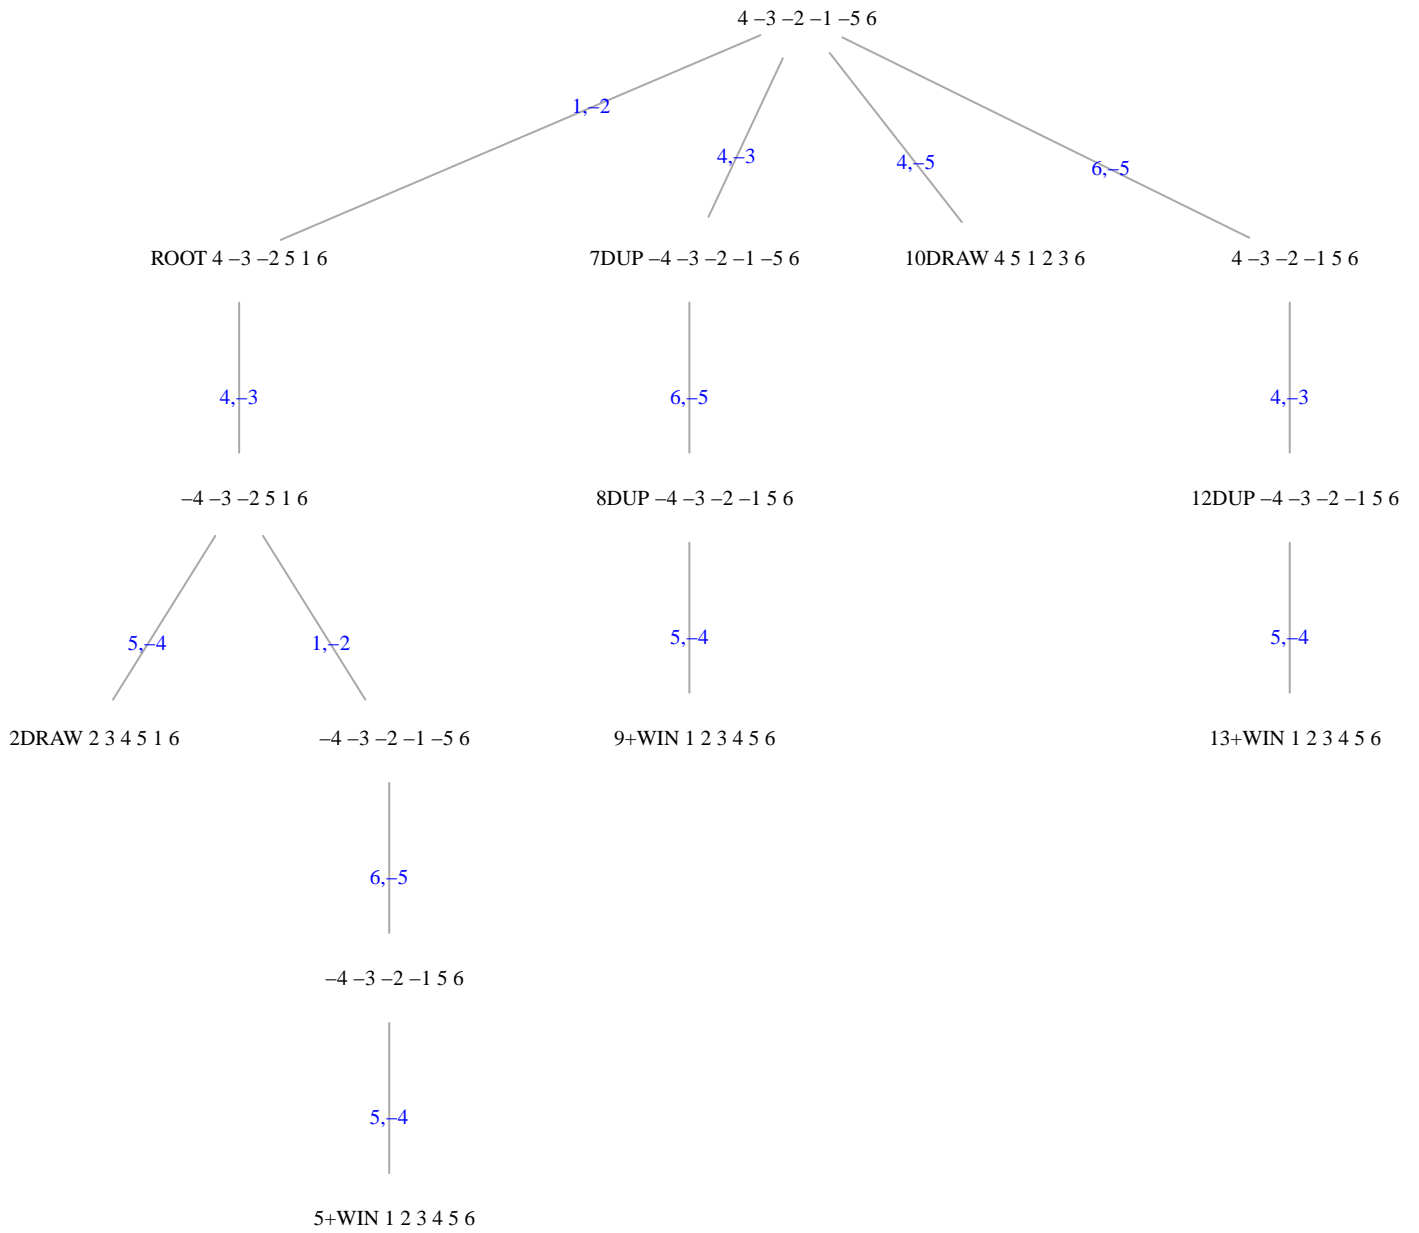 4 –3 –2 –1 –5 6
1,–2
4,–3
4,–5
6,–5
ROOT 4 –3 –2 5 1 6
7DUP –4 –3 –2 –1 –5 6
10DRAW 4 5 1 2 3 6
4 –3 –2 –1 5 6
4,–3
6,–5
4,–3
–4 –3 –2 5 1 6
8DUP –4 –3 –2 –1 5 6
12DUP –4 –3 –2 –1 5 6
5,–4
1,–2
5,–4
5,–4
2DRAW 2 3 4 5 1 6
–4 –3 –2 –1 –5 6
9+WIN 1 2 3 4 5 6
13+WIN 1 2 3 4 5 6
6,–5
–4 –3 –2 –1 5 6
5,–4
5+WIN 1 2 3 4 5 6